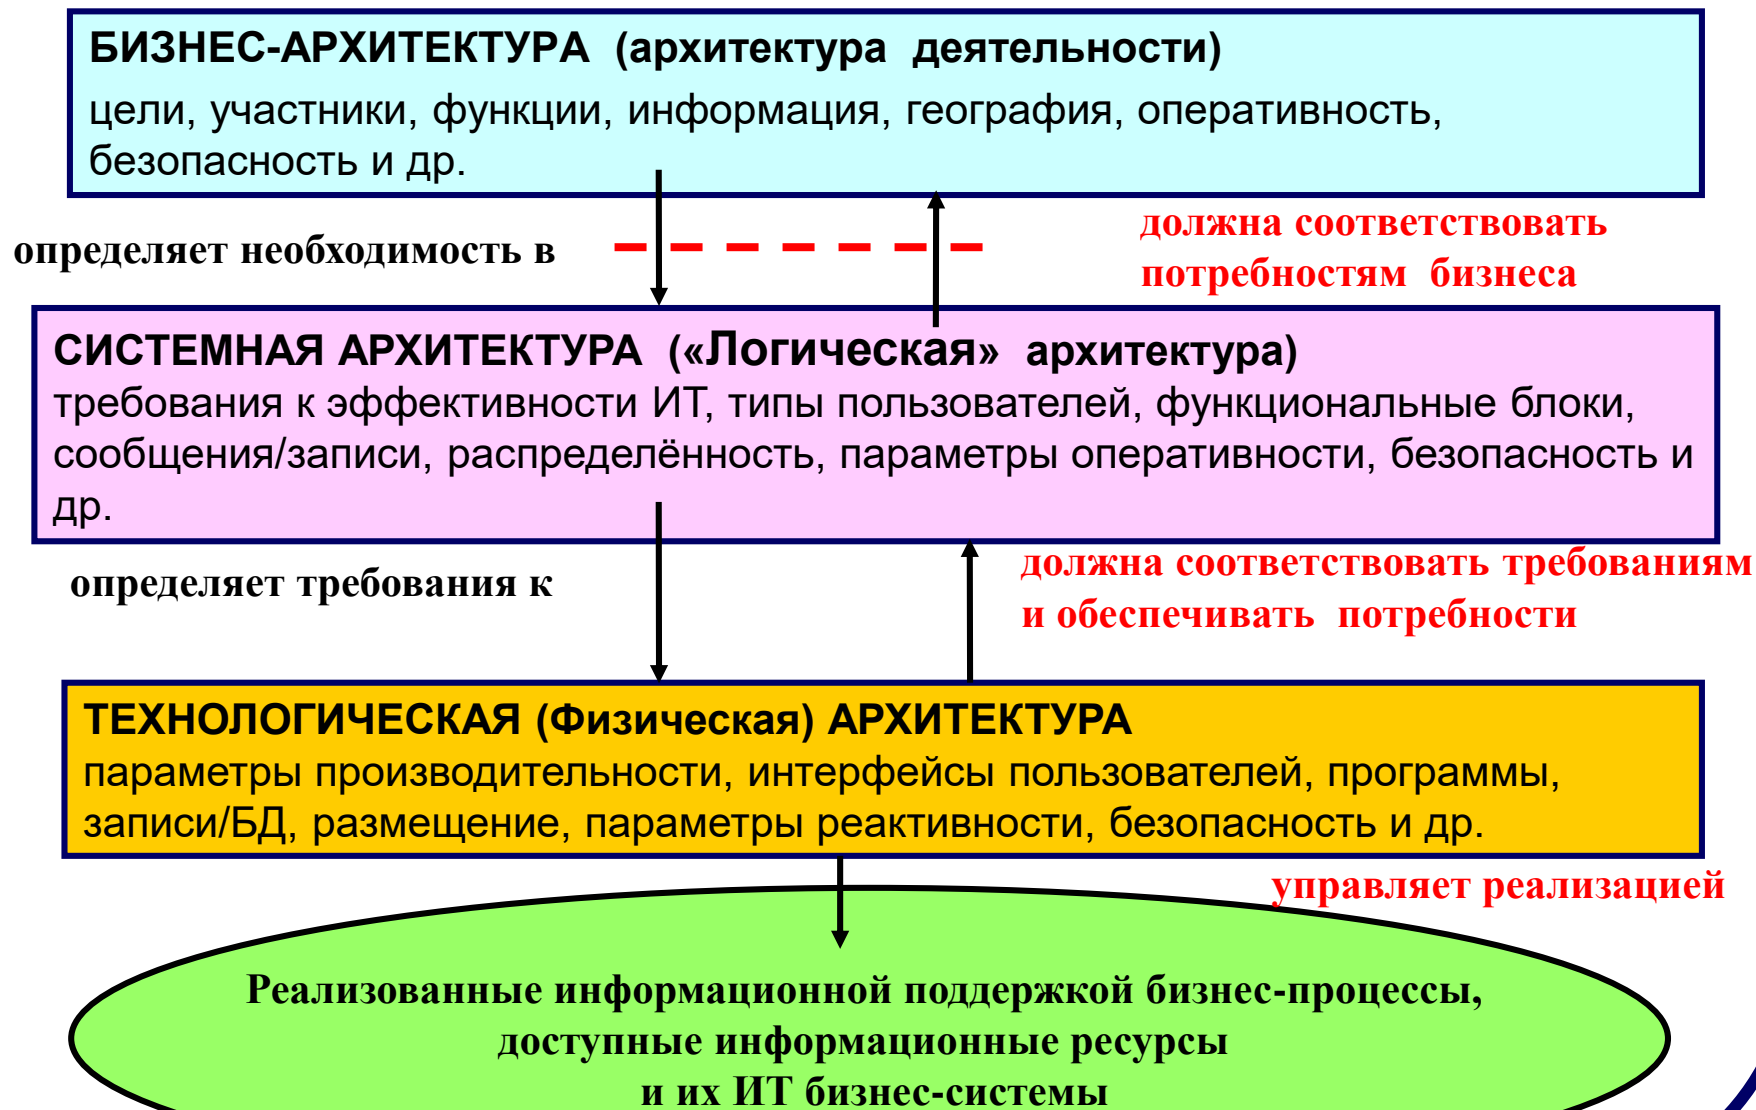 БИЗНЕС-АРХИТЕКТУРА (архитектура деятельности)
цели, участники, функции, информация, география, оперативность,
безопасность и др.
определяет необходимость в
должна соответствовать
потребностям бизнеса
СИСТЕМНАЯ АРХИТЕКТУРА («Логическая» архитектура)
требования к эффективности ИТ, типы пользователей, функциональные блоки,
сообщения/записи, распределённость, параметры оперативности, безопасность и
др.
определяет требования к
должна соответствовать требованиям
и обеспечивать потребности
ТЕХНОЛОГИЧЕСКАЯ (Физическая) АРХИТЕКТУРА
параметры производительности, интерфейсы пользователей, программы,
записи/БД, размещение, параметры реактивности, безопасность и др.
управляет реализацией
Реализованные информационной поддержкой бизнес-процессы,
доступные информационные ресурсы
и их ИТ бизнес-системы